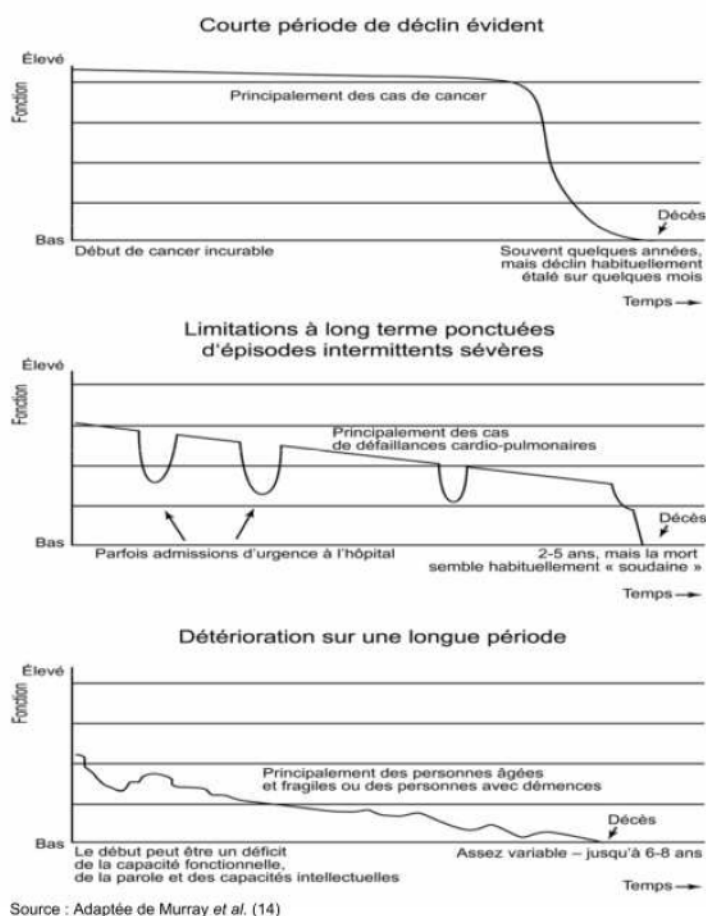 Courte période de déclin évident
Élevé
Fonction
Principalement des cas de cancer
Décès
Bas
Début de cancer incurable
Souvent quelques années,
mais déclin habituellement
étalé sur quelques mois
Temps
Limitations à long terme ponctuées
d'épisodes intermittents sévères
Élevé
Fonction
Principalement des cas
de défaillances cardio-pulmonaires
Décès
Bas
Parfois admissions d'urgence à l'hôpital
2-5 ans, mais la mort
semble habituellement « soudaine »
Temps
Détérioration sur une longue période
Élevé
Fonction
Principalement des personnes âgées
et fragiles ou des personnes avec démences
Décès
Bas
Le début peut être un déficit
de la capacité fonctionnelle,
de la parole et des capacités intellectuelles
Assez variable – jusqu'à 6-8 ans
Temps
Source : Adaptée de Murray et al. (14)